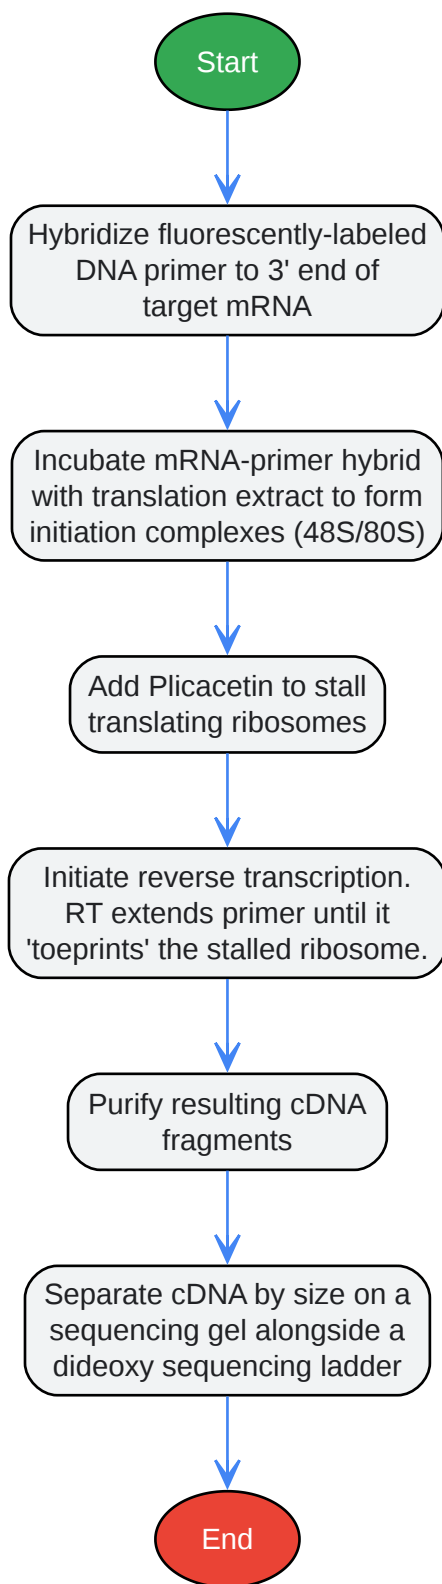 Start
Hybridize fluorescently-labeled
DNA primer to 3' end of
target mRNA
Incubate mRNA-primer hybrid
with translation extract to form
initiation complexes (48S/80S)
Add Plicacetin to stall
translating ribosomes
Initiate reverse transcription.
RT extends primer until it
'toeprints' the stalled ribosome.
Purify resulting cDNA
fragments
Separate cDNA by size on a
sequencing gel alongside a
dideoxy sequencing ladder
End